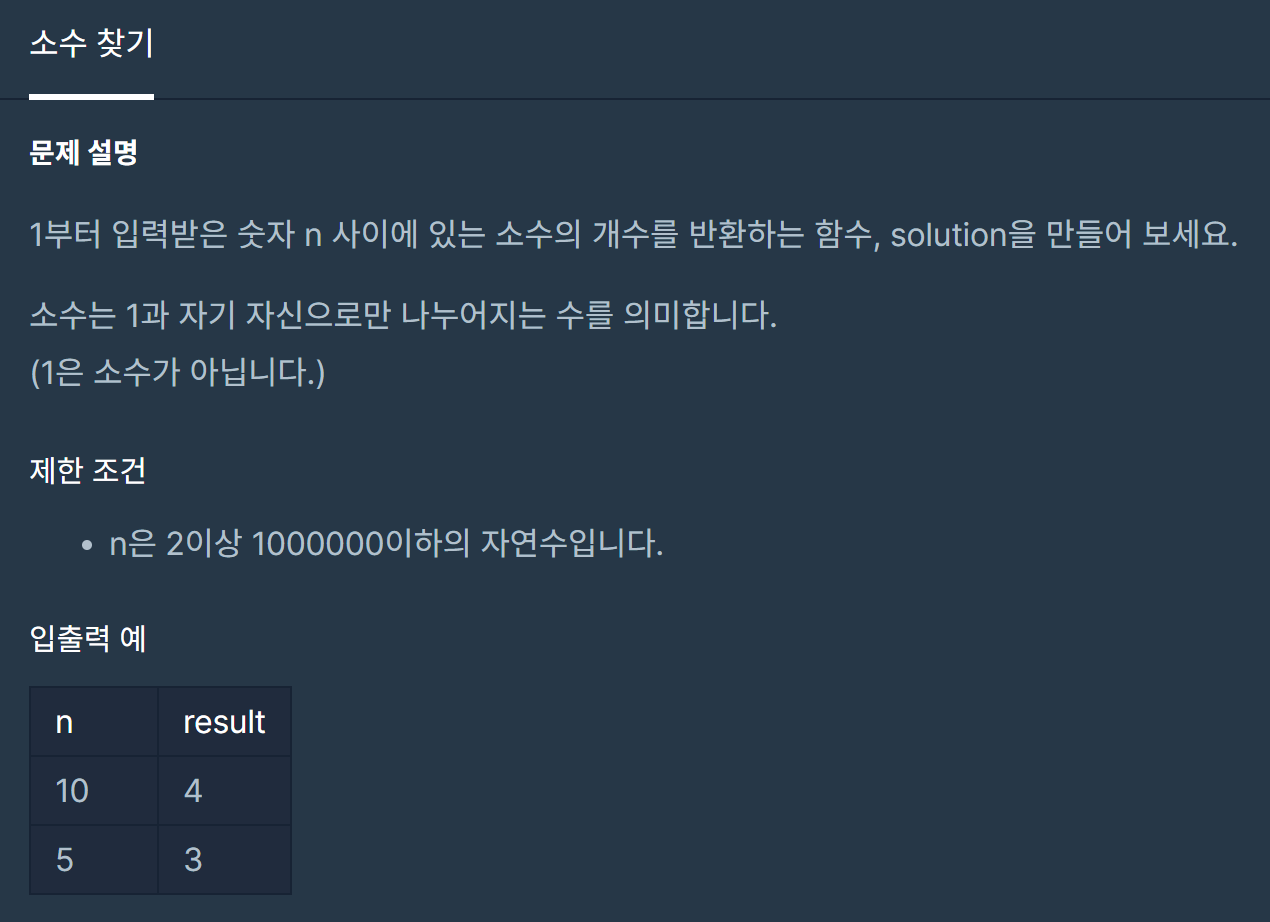 소수 찾기
문제 설명
1부터 입력받은 숫자 n 사이에 있는 소수의 개수를 반환하는 함수, solution을 만들어 보세요.
소수는 1과 자기 자신으로만 나누어지는 수를 의미합니다.
(1은 소수가 아닙니다.)
제한 조건
• n은 2이상 1000000이하의 자연수입니다.
입출력 예
n result
10 4
5 3